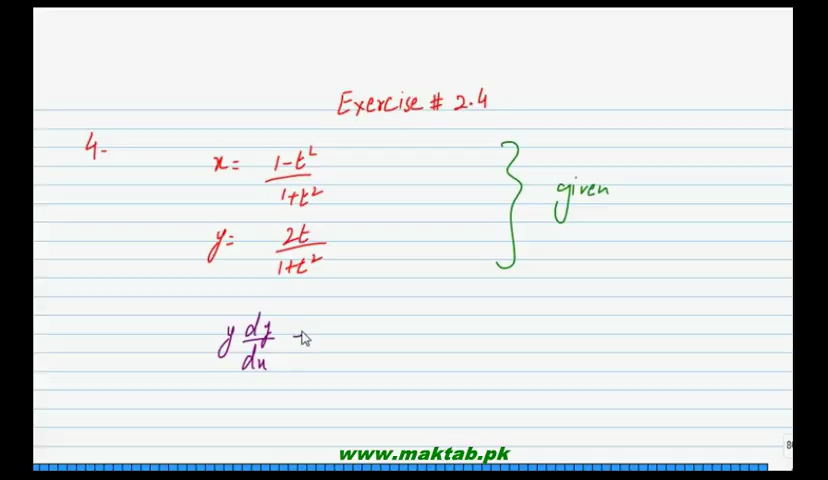 Exercise # 2.4
4- x = 1-t² / 1+t²
y = 2t / 1+t²
given
y dy/dx -
www.maktab.pk